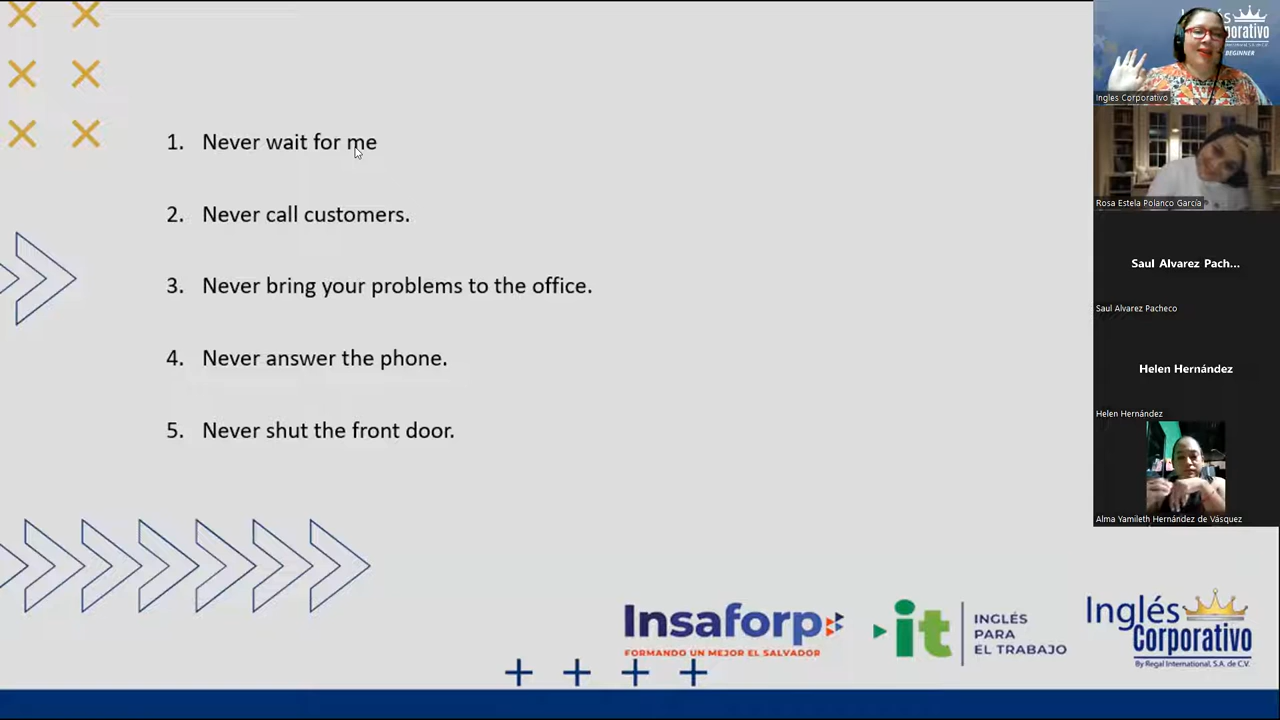 1. Never wait for me
2. Never call customers.
3. Never bring your problems to the office.
4. Never answer the phone.
5. Never shut the front door.
Insaforp
FORMANDO UN MEJOR EL SALVADOR
it
INGLÉS
PARA
EL TRABAJO
Inglés
Corporativo
By Regal International, S.A. de C.V.
BEGINNER
Ingles Corporativo
Rosa Estela Polanco García
Saul Alvarez Pach...
Saul Alvarez Pacheco
Helen Hernández
Helen Hernández
Alma Yamileth Hernández de Vásquez